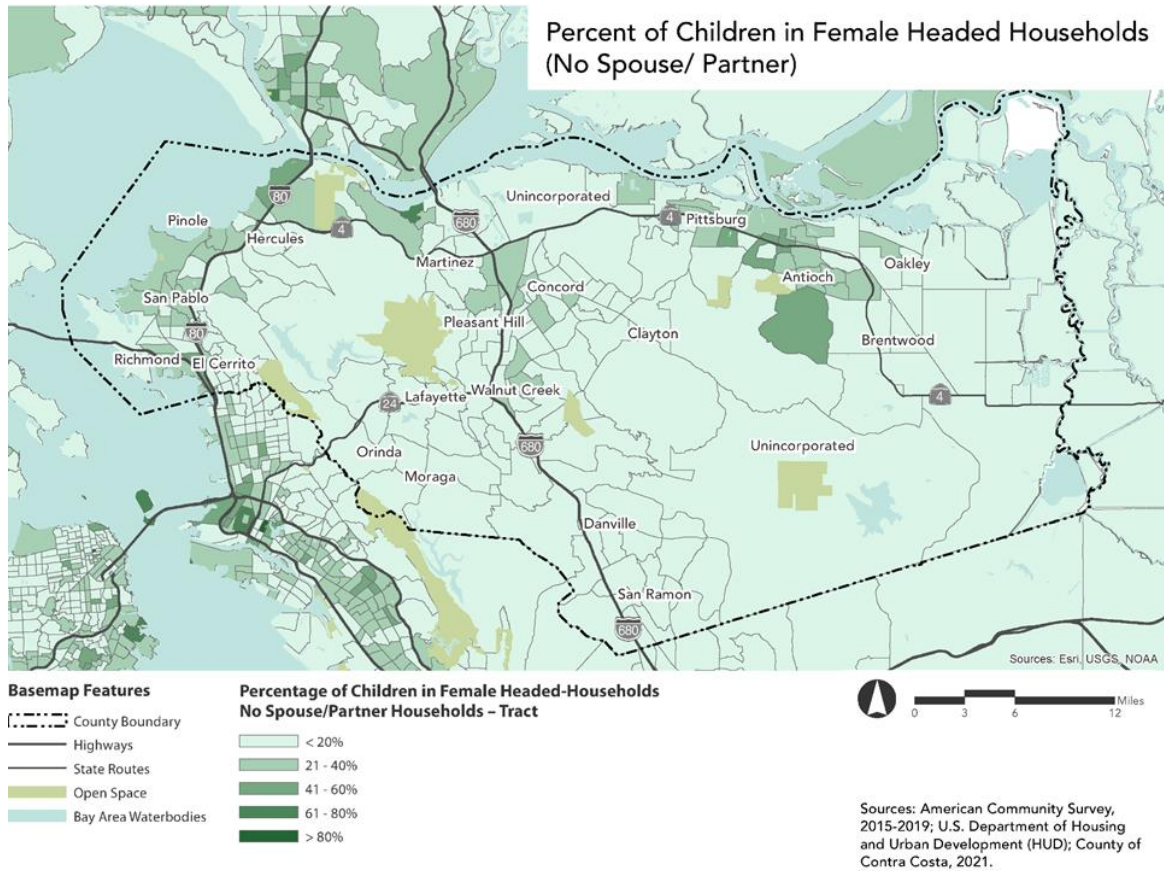 Percent of Children in Female Headed Households
(No Spouse/ Partner)
Unincorporated
80
Pinole
4
680
4
Pittsburg
Hercules
Martinez
Antioch
Oakley
San Pablo
Concord
80
Pleasant Hill
Clayton
Brentwood
Richmond
El Cerrito
24
Lafayette
Walnut Creek
4
Orinda
680
Unincorporated
Moraga
Danville
San Ramon
680
Sources: Esri, USGS, NOAA
Basemap Features
County Boundary
Highways
State Routes
Open Space
Bay Area Waterbodies
Percentage of Children in Female Headed-Households
No Spouse/Partner Households – Tract
< 20%
21 - 40%
41 - 60%
61 - 80%
> 80%
Miles
0 3 6 12
Sources: American Community Survey,
2015-2019; U.S. Department of Housing
and Urban Development (HUD); County of
Contra Costa, 2021.